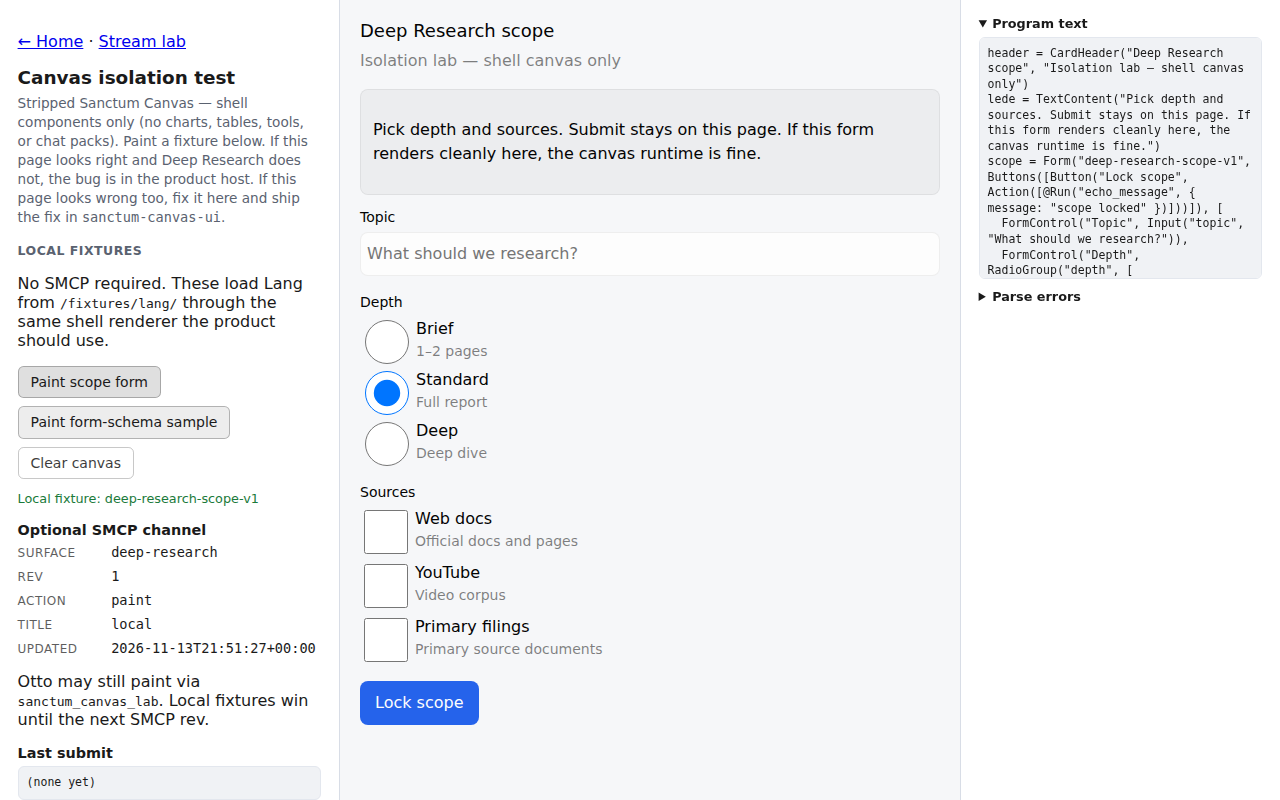 ← Home · Stream lab
Canvas isolation test
Stripped Sanctum Canvas — shell
components only (no charts, tables, tools,
or chat packs). Paint a fixture below. If this
page looks right and Deep Research does
not, the bug is in the product host. If this
page looks wrong too, fix it here and ship
the fix in sanctum-canvas-ui.
LOCAL FIXTURES
No SMCP required. These load Lang
from /fixtures/lang/ through the
same shell renderer the product
should use.
Paint scope form
Paint form-schema sample
Clear canvas
Local fixture: deep-research-scope-v1
Optional SMCP channel
SURFACE deep-research
REV 1
ACTION paint
TITLE local
UPDATED 2026-11-13T21:51:27+00:00
Otto may still paint via
sanctum_canvas_lab. Local fixtures win
until the next SMCP rev.
Last submit
(none yet)
Deep Research scope
Isolation lab — shell canvas only
Pick depth and sources. Submit stays on this page. If this form
renders cleanly here, the canvas runtime is fine.
Topic
What should we research?
Depth
Brief
1–2 pages
Standard
Full report
Deep
Deep dive
Sources
Web docs
Official docs and pages
YouTube
Video corpus
Primary filings
Primary source documents
Lock scope
▼ Program text
header = CardHeader("Deep Research
scope", "Isolation lab — shell canvas
only")
lede = TextContent("Pick depth and
sources. Submit stays on this page. If
this form renders cleanly here, the
canvas runtime is fine.")
scope = Form("deep-research-scope-v1",
Buttons([Button("Lock scope",
Action([@Run("echo_message", {
message: "scope locked" })]))]), [
FormControl("Topic", Input("topic",
"What should we research?")),
FormControl("Depth",
RadioGroup("depth", [
▶ Parse errors